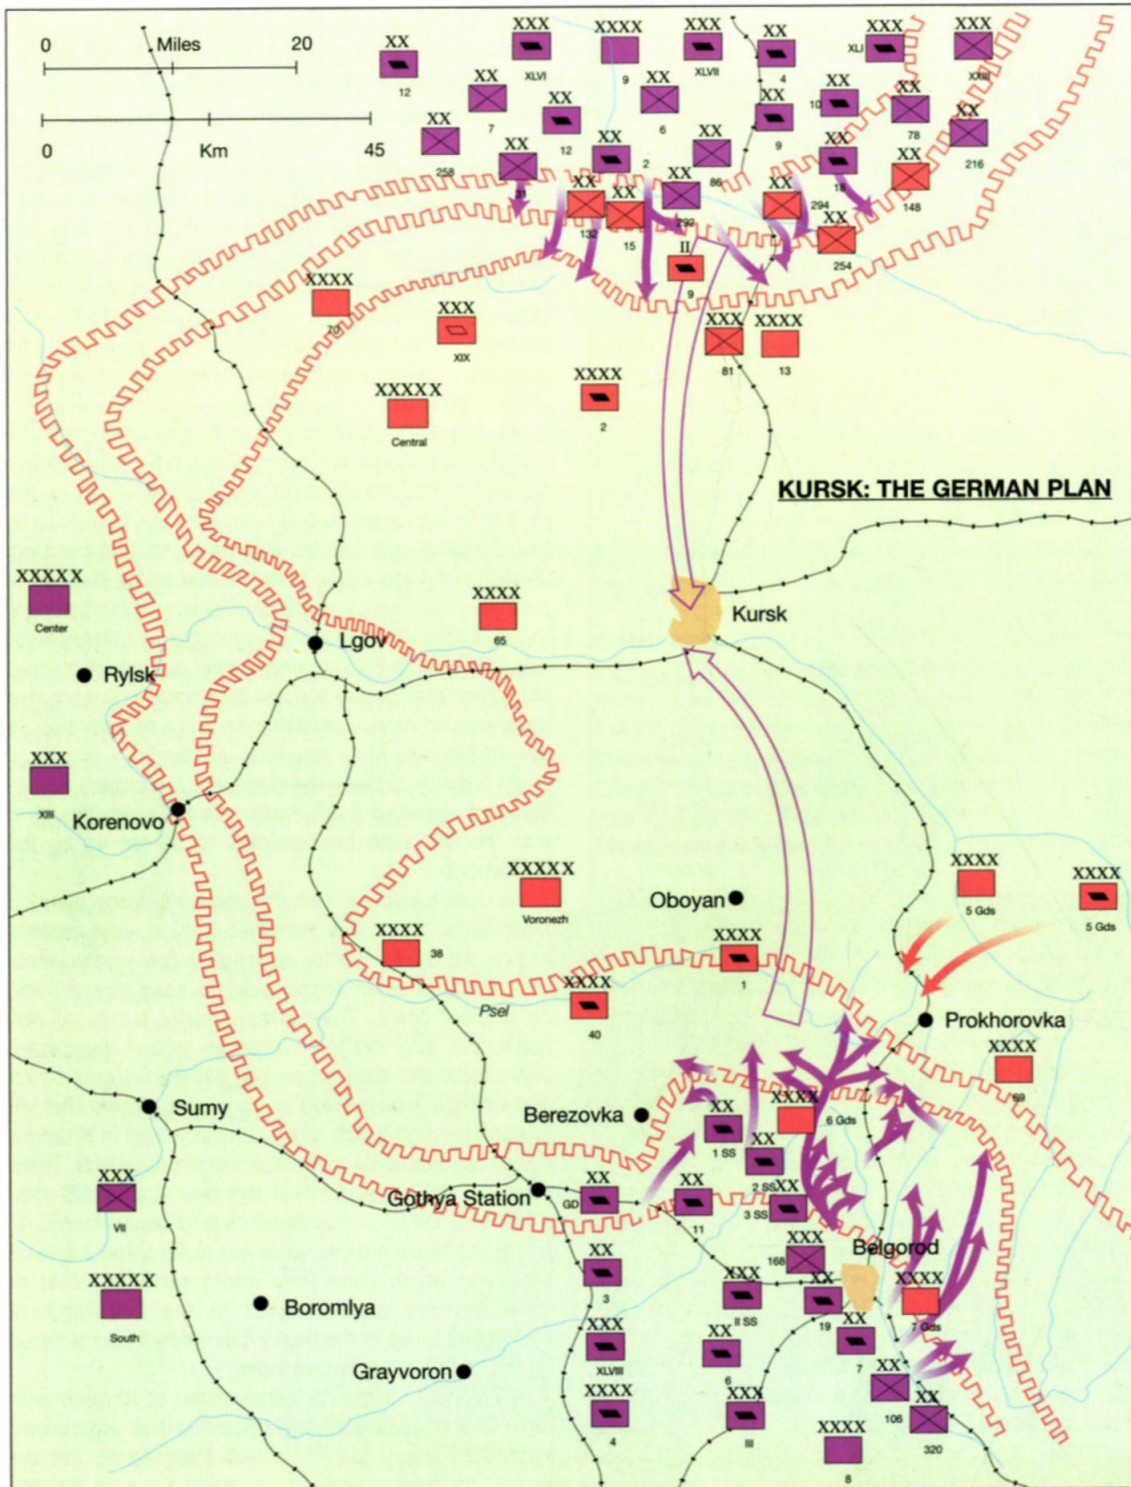 0 Miles 20
0 Km 45
XX
12
XXX
XLVI
XXXX
9
XXX
XLVII
XX
4
XXX
XLI
XXX
XXIII
XX
7
XX
12
XX
6
XX
9
XX
10
XX
78
XX
216
XX
258
XX
31
XX
2
XX
86
XX
18
XX
148
XX
132
XX
15
XX
292
XX
294
XX
254
II
9
XXXX
70
XXX
XIX
XXX
81
XXXX
13
XXXXX
Central
XXXX
2
KURSK: THE GERMAN PLAN
XXXXX
Center
XXXX
65
Kursk
Lgov
Rylsk
XXX
XIII
Korenovo
XXXXX
Voronezh
Oboyan
XXXX
5 Gds
XXXX
5 Gds
XXXX
38
XXXX
1
Psel
XXXX
40
Prokhorovka
XXXX
69
Sumy
Berezovka
XX
1 SS
XXXX
6 Gds
XX
2 SS
XXX
VII
Gothya Station
XX
GD
XX
11
XX
3 SS
XXX
168
Belgorod
XXXXX
South
Boromlya
XX
3
XXX
II SS
XX
19
XXXX
7 Gds
Grayvoron
XXX
XLVIII
XX
6
XX
7
XX
106
XX
320
XXXX
4
XXX
III
XXXX
8